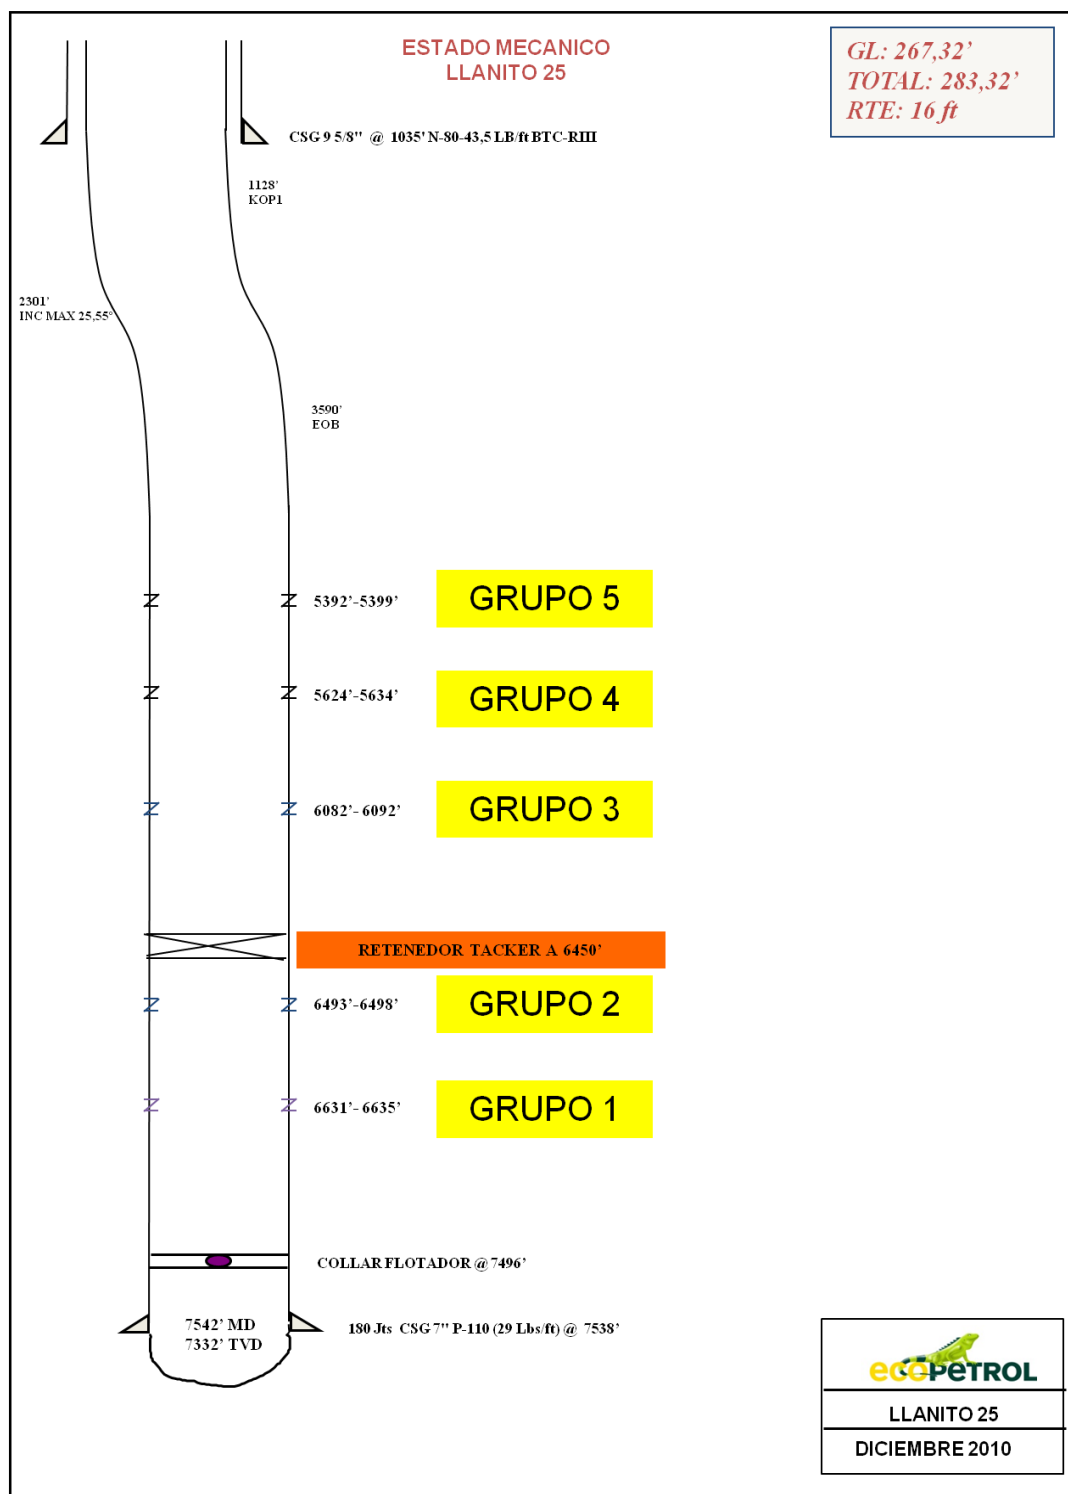 ESTADO MECANICO
LLANITO 25
GL: 267,32’
TOTAL: 283,32’
RTE: 16 ft
CSG 9 5/8" @ 1035' N-80-43,5 LB/ft BTC-RIII
1128’
KOP1
2301’
INC MAX 25,55°
3590’
EOB
5392’-5399’
GRUPO 5
5624’-5634’
GRUPO 4
6082’- 6092’
GRUPO 3
RETENEDOR TACKER A 6450’
6493’-6498’
GRUPO 2
6631’- 6635’
GRUPO 1
COLLAR FLOTADOR @ 7496’
7542’ MD
7332’ TVD
180 Jts CSG 7" P-110 (29 Lbs/ft) @ 7538’
ecoPETROL
LLANITO 25
DICIEMBRE 2010